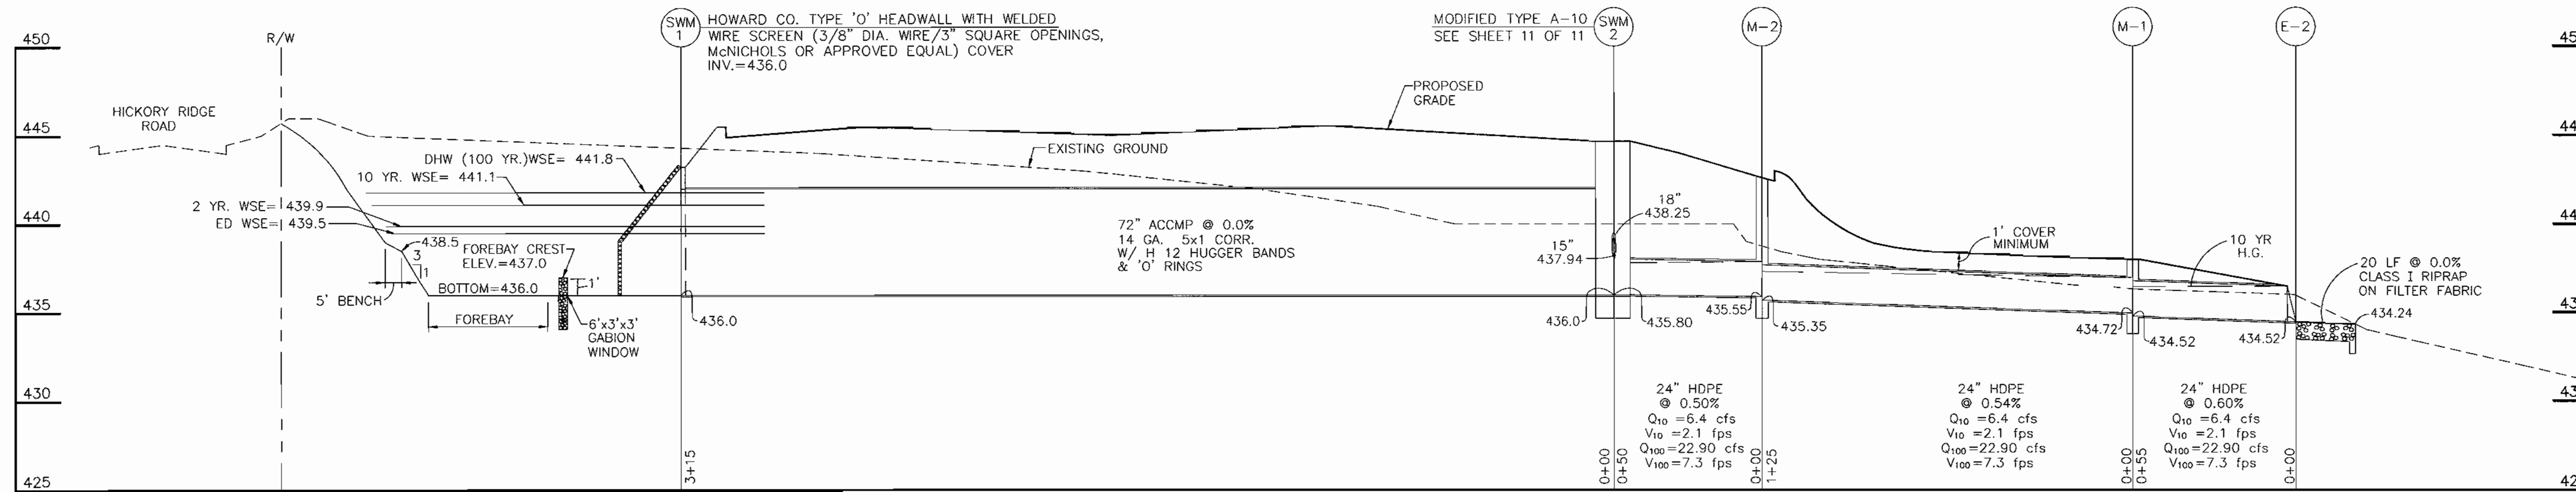 SWM
1
HOWARD CO. TYPE 'O' HEADWALL WITH WELDED
WIRE SCREEN (3/8" DIA. WIRE/3" SQUARE OPENINGS,
McNICHOLS OR APPROVED EQUAL) COVER
INV.=436.0
MODIFIED TYPE A-10
SEE SHEET 11 OF 11
SWM
2
M-2
M-1
E-2
450
R/W
45
PROPOSED
GRADE
HICKORY RIDGE
ROAD
445
44
EXISTING GROUND
DHW (100 YR.)WSE= 441.8
10 YR. WSE= 441.1
2 YR. WSE= 439.9
ED WSE= 439.5
440
44
18"
438.25
15"
437.94
72" ACCMP @ 0.0%
14 GA. 5x1 CORR.
W/ H 12 HUGGER BANDS
& 'O' RINGS
1' COVER
MINIMUM
10 YR
H.G.
20 LF @ 0.0%
CLASS I RIPRAP
ON FILTER FABRIC
438.5
3
1
FOREBAY CREST
ELEV.=437.0
1'
5' BENCH
BOTTOM=436.0
FOREBAY
6'x3'x3'
GABION
WINDOW
435
43
436.0
436.0
435.80
435.55
435.35
434.72
434.52
434.52
434.24
430
43
24" HDPE
@ 0.50%
Q10 =6.4 cfs
V10 =2.1 fps
Q100=22.90 cfs
V100=7.3 fps
24" HDPE
@ 0.54%
Q10 =6.4 cfs
V10 =2.1 fps
Q100=22.90 cfs
V100=7.3 fps
24" HDPE
@ 0.60%
Q10 =6.4 cfs
V10 =2.1 fps
Q100=22.90 cfs
V100=7.3 fps
425
42
3+15
0+00
0+50
0+00
1+25
0+00
0+55
0+00